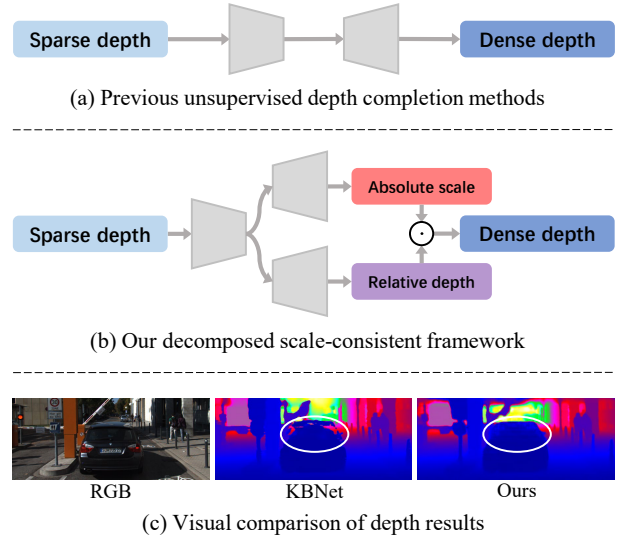 Sparse depth
Dense depth
(a) Previous unsupervised depth completion methods
Absolute scale
Sparse depth
Dense depth
Relative depth
(b) Our decomposed scale-consistent framework
RGB
KBNet
Ours
(c) Visual comparison of depth results